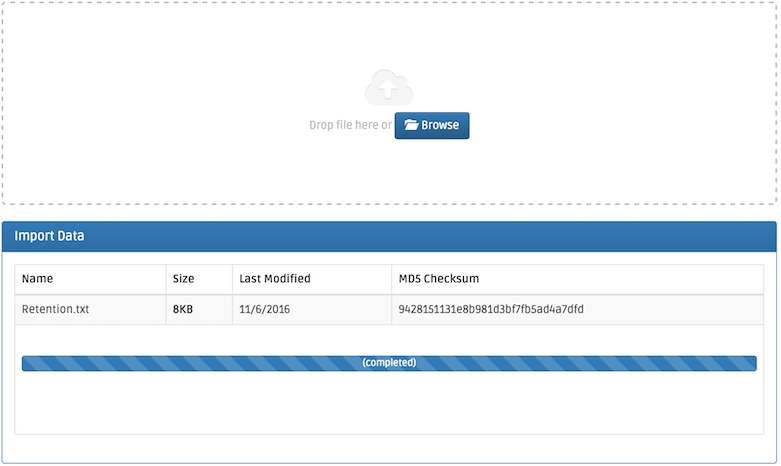 Drop file here or Browse
Import Data
Name Size Last Modified MD5 Checksum
Retention.txt 8KB 11/6/2016 9428151131e8b981d3bf7fb5ad4a7dfd
(completed)